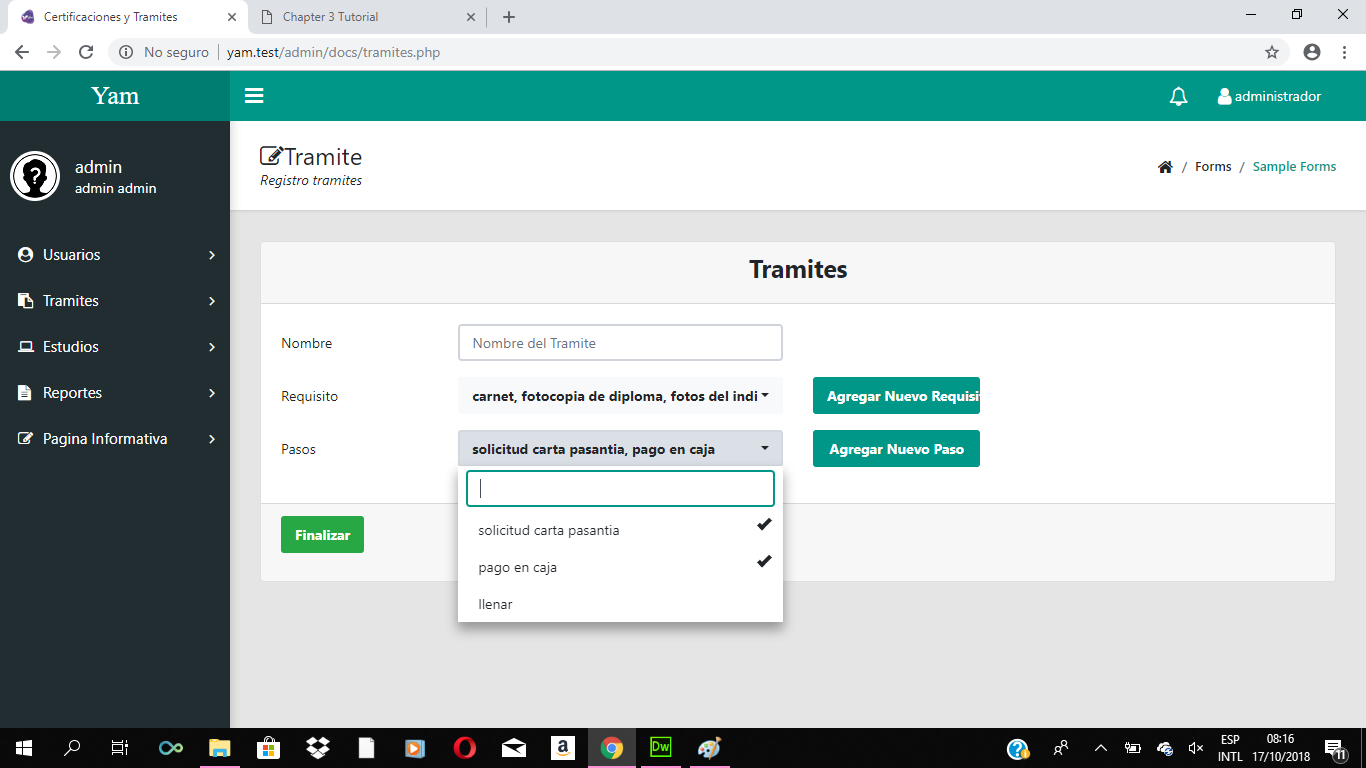 Certificaciones y Tramites
Chapter 3 Tutorial
No seguro
yam.test/admin/docs/tramites.php
Yam
administrador
admin
admin admin
Tramite
Registro tramites
/ Forms / Sample Forms
Usuarios
Tramites
Estudios
Reportes
Pagina Informativa
Tramites
Nombre
Nombre del Tramite
Requisito
carnet, fotocopia de diploma, fotos del indi
Agregar Nuevo Requisi
Pasos
solicitud carta pasantia, pago en caja
Agregar Nuevo Paso
solicitud carta pasantia
pago en caja
llenar
Finalizar
Dw
ESP
INTL
08:16
17/10/2018
11